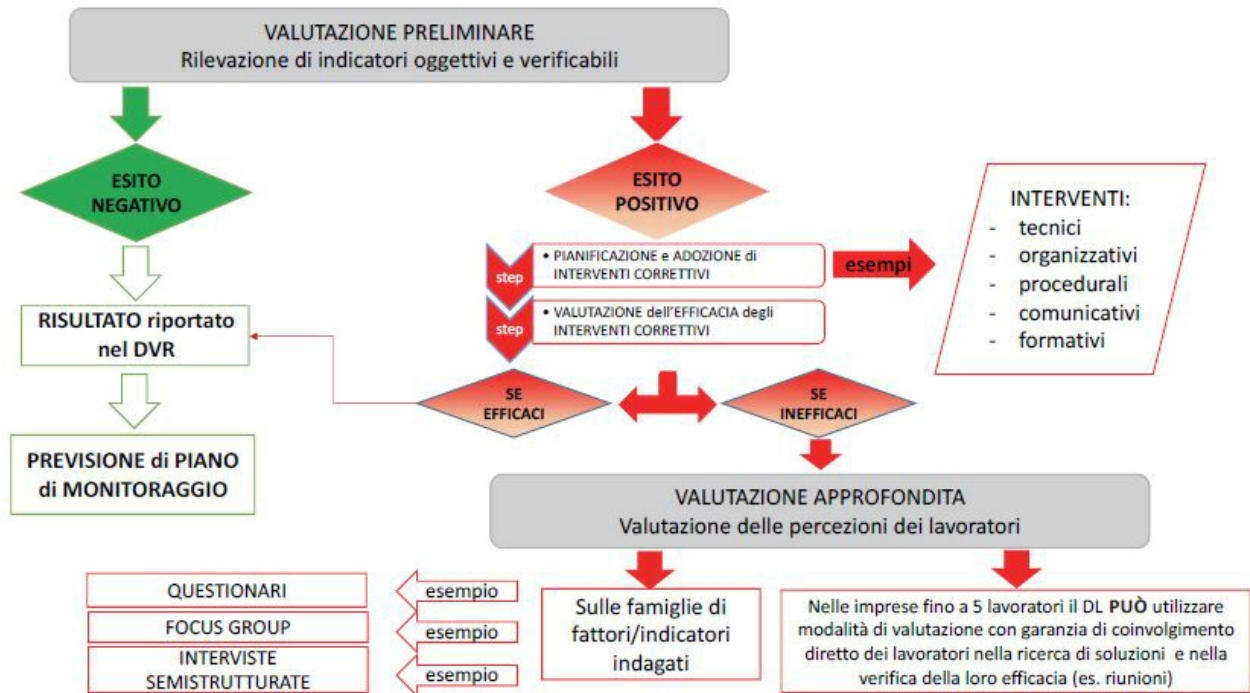 VALUTAZIONE PRELIMINARE
Rilevazione di indicatori oggettivi e verificabili
ESITO
NEGATIVO
ESITO
POSITIVO
RISULTATO riportato
nel DVR
PREVISIONE di PIANO
di MONITORAGGIO
step
• PIANIFICAZIONE e ADOZIONE di
INTERVENTI CORRETTIVI
step
• VALUTAZIONE dell'EFFICACIA degli
INTERVENTI CORRETTIVI
esempi
INTERVENTI:
- tecnici
- organizzativi
- procedurali
- comunicativi
- formativi
SE
EFFICACI
SE
INEFFICACI
VALUTAZIONE APPROFONDITA
Valutazione delle percezioni dei lavoratori
QUESTIONARI
esempio
FOCUS GROUP
esempio
INTERVISTE
SEMISTRUTTURATE
esempio
Sulle famiglie di
fattori/indicatori
indagati
Nelle imprese fino a 5 lavoratori il DL PUÒ utilizzare
modalità di valutazione con garanzia di coinvolgimento
diretto dei lavoratori nella ricerca di soluzioni e nella
verifica della loro efficacia (es. riunioni)